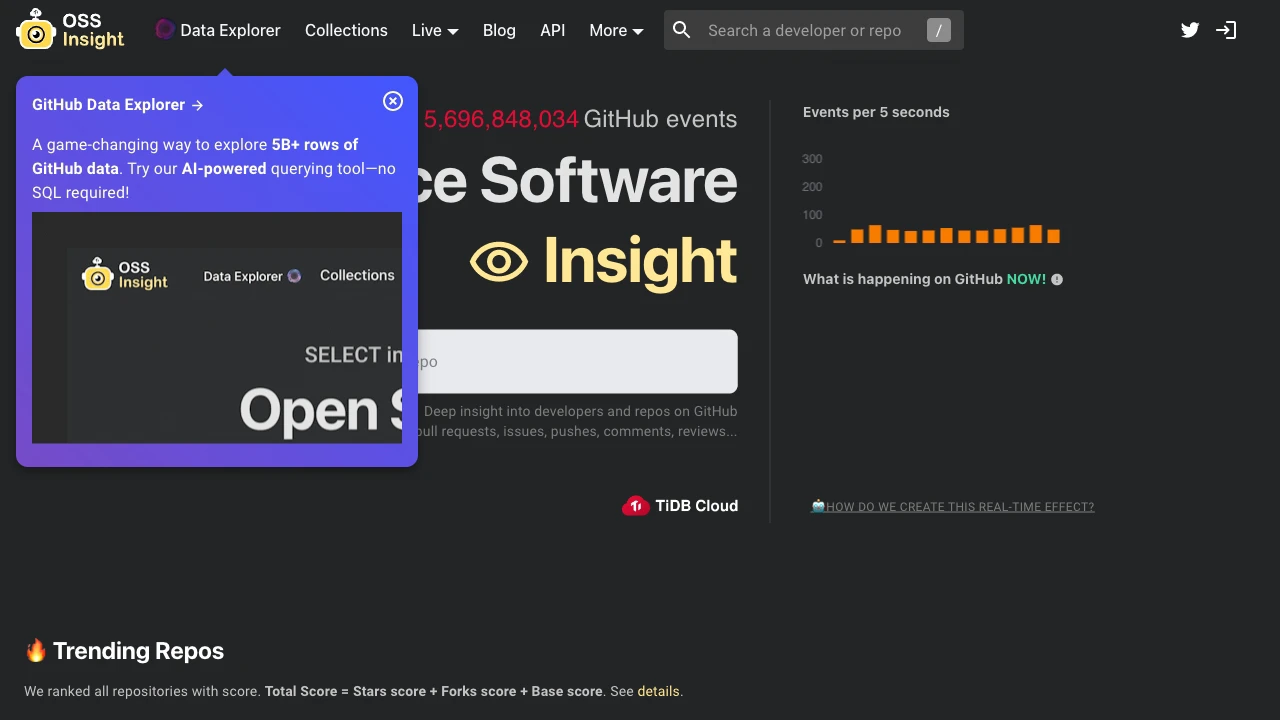 OSS
Insight
Data Explorer
Collections
Live
Blog
API
More
Search a developer or repo
/
GitHub Data Explorer →
A game-changing way to explore 5B+ rows of
GitHub data. Try our AI-powered querying tool—no
SQL required!
OSS
Insight
Data Explorer
Collections
SELECT in
Open S
5,696,848,034 GitHub events
ce Software
Insight
epo
Deep insight into developers and repos on GitHub
pull requests, issues, pushes, comments, reviews...
TiDB Cloud
Events per 5 seconds
300
200
100
0
What is happening on GitHub NOW!
HOW DO WE CREATE THIS REAL-TIME EFFECT?
🔥 Trending Repos
We ranked all repositories with score. Total Score = Stars score + Forks score + Base score. See details.